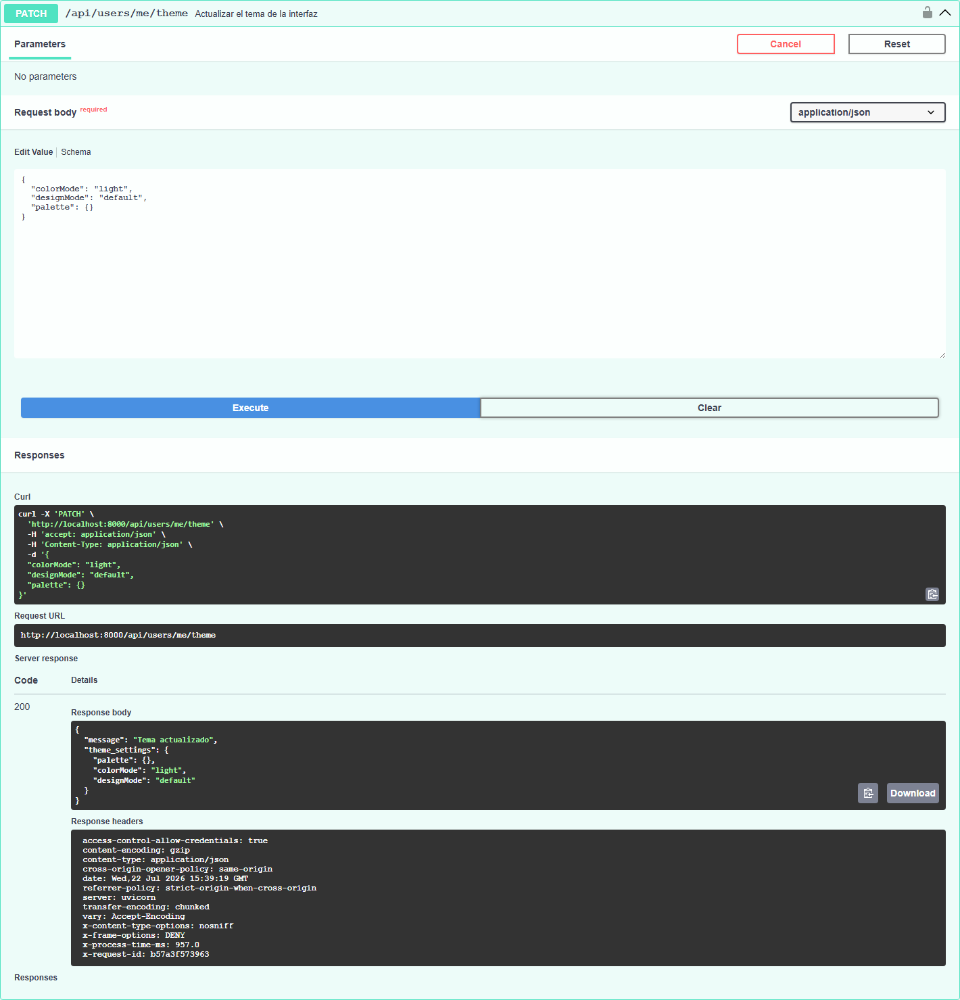 PATCH /api/users/me/theme Actualizar el tema de la interfaz
Parameters
Cancel
Reset
No parameters
Request body required
application/json
Edit Value Schema
{
  "colorMode": "light",
  "designMode": "default",
  "palette": {}
}
Execute
Clear
Responses
Curl
curl -X 'PATCH' \
  'http://localhost:8000/api/users/me/theme' \
  -H 'accept: application/json' \
  -H 'Content-Type: application/json' \
  -d '{
  "colorMode": "light",
  "designMode": "default",
  "palette": {}
}'
Request URL
http://localhost:8000/api/users/me/theme
Server response
Code Details
200
Response body
{
  "message": "Tema actualizado",
  "theme_settings": {
    "palette": {},
    "colorMode": "light",
    "designMode": "default"
  }
}
Download
Response headers
access-control-allow-credentials: true
content-encoding: gzip
content-type: application/json
cross-origin-opener-policy: same-origin
date: Wed,22 Jul 2026 15:39:19 GMT
referrer-policy: strict-origin-when-cross-origin
server: uvicorn
transfer-encoding: chunked
vary: Accept-Encoding
x-content-type-options: nosniff
x-frame-options: DENY
x-process-time-ms: 957.0
x-request-id: b57a3f573963
Responses